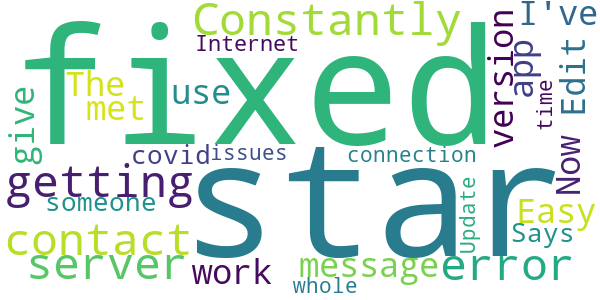 Constantly
I've
fixed
Internet
The
met
use
version
app
time
Edit
give
covid
issues
connection
Now
getting
star
someone
Update
Easy
contact
Says
server
work
message
error
whole